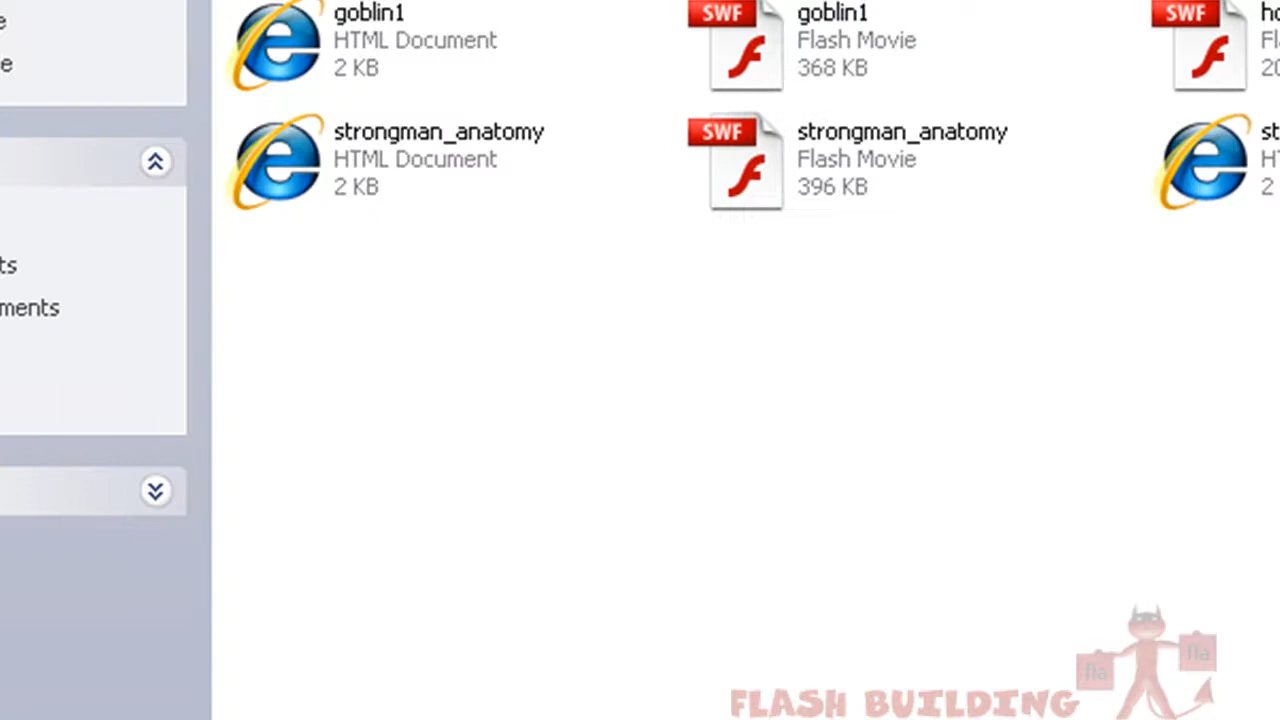 goblin1
HTML Document
2 KB
SWF
goblin1
Flash Movie
368 KB
SWF
strongman_anatomy
HTML Document
2 KB
SWF
strongman_anatomy
Flash Movie
396 KB
2
ts
ments
fla
fla
FLASH BUILDING